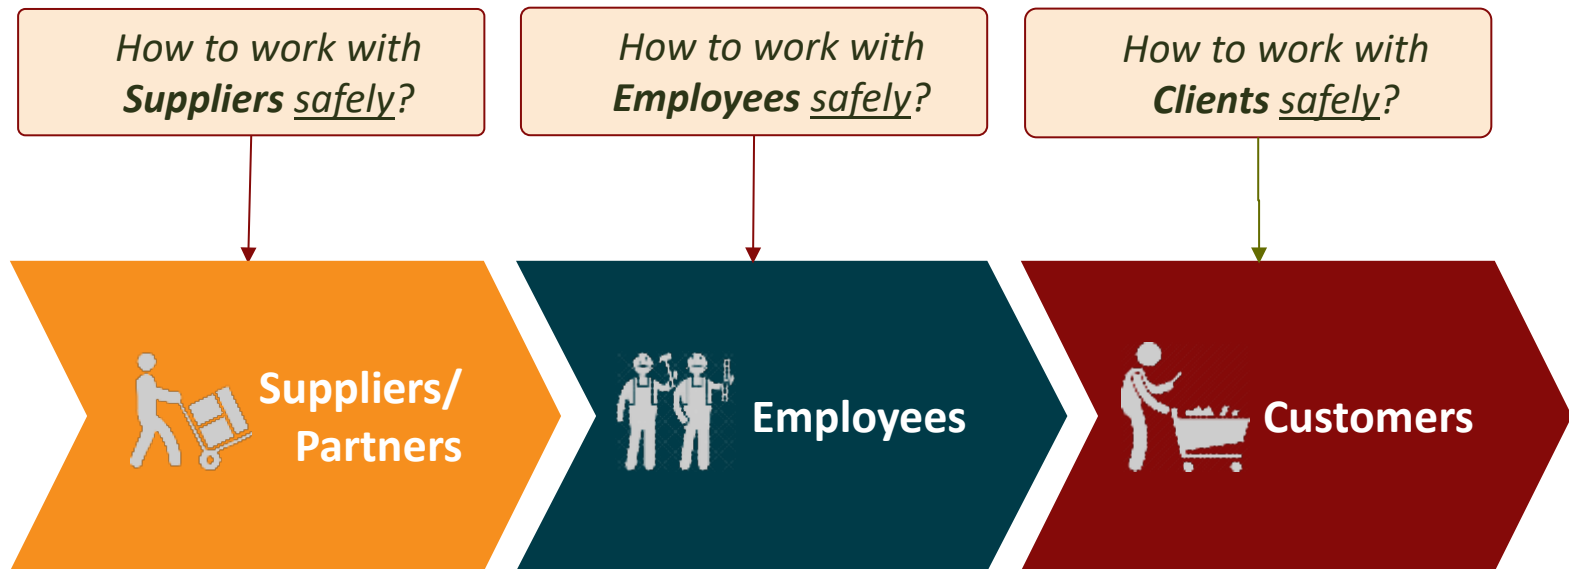 How to work with
Suppliers safely?
How to work with
Employees safely?
How to work with
Clients safely?
Suppliers/
Partners
Employees
Customers